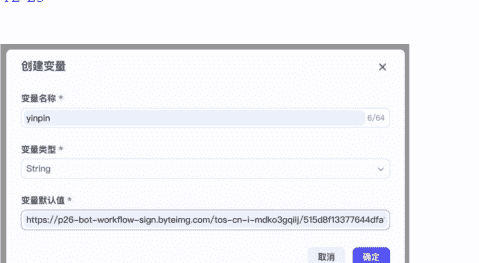 创建变量
变量名称 *
yinpin
6/64
变量类型 *
String
变量默认值 *
https://p26-bot-workflow-sign.byteimg.com/tos-cn-i-mdko3gqilj/515d8f13377644dfa
取消
确定